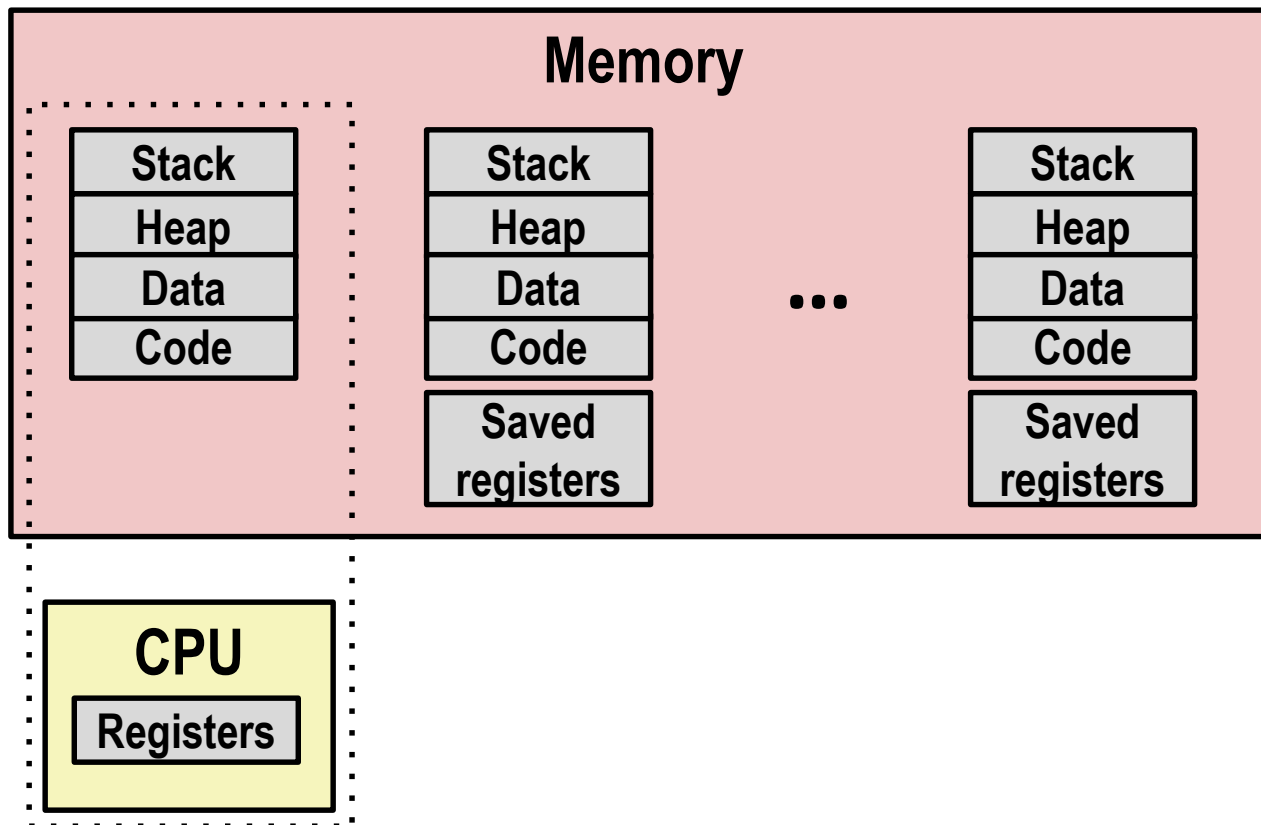 Memory
Stack
Heap
Data
Code
Stack
Heap
Data
Code
Saved
registers
...
Stack
Heap
Data
Code
Saved
registers
CPU
Registers